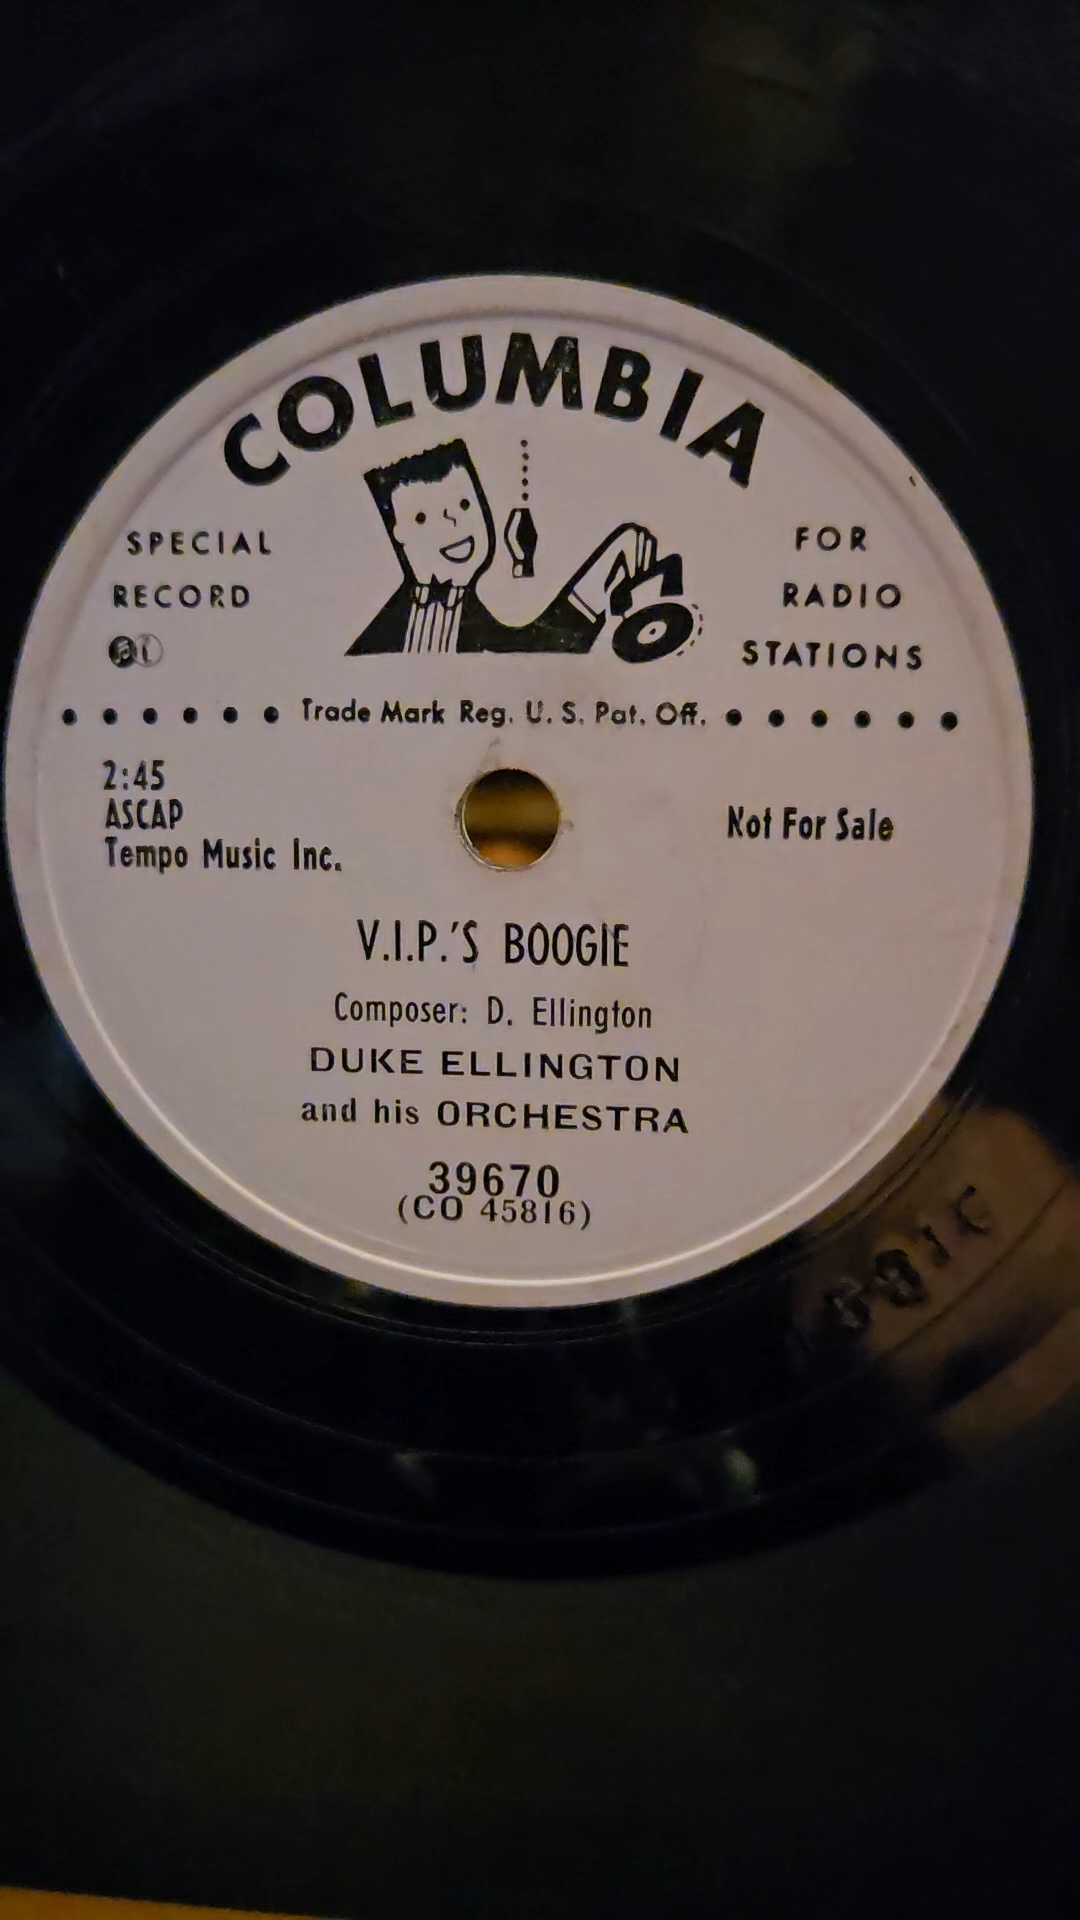 COLUMBIA
SPECIAL
RECORD
FOR
RADIO
STATIONS
Trade Mark Reg. U. S. Pat. Off.
2:45
ASCAP
Tempo Music Inc.
Not For Sale
V.I.P.'S BOOGIE
Composer: D. Ellington
DUKE ELLINGTON
and his ORCHESTRA
39670
(CO 45816)